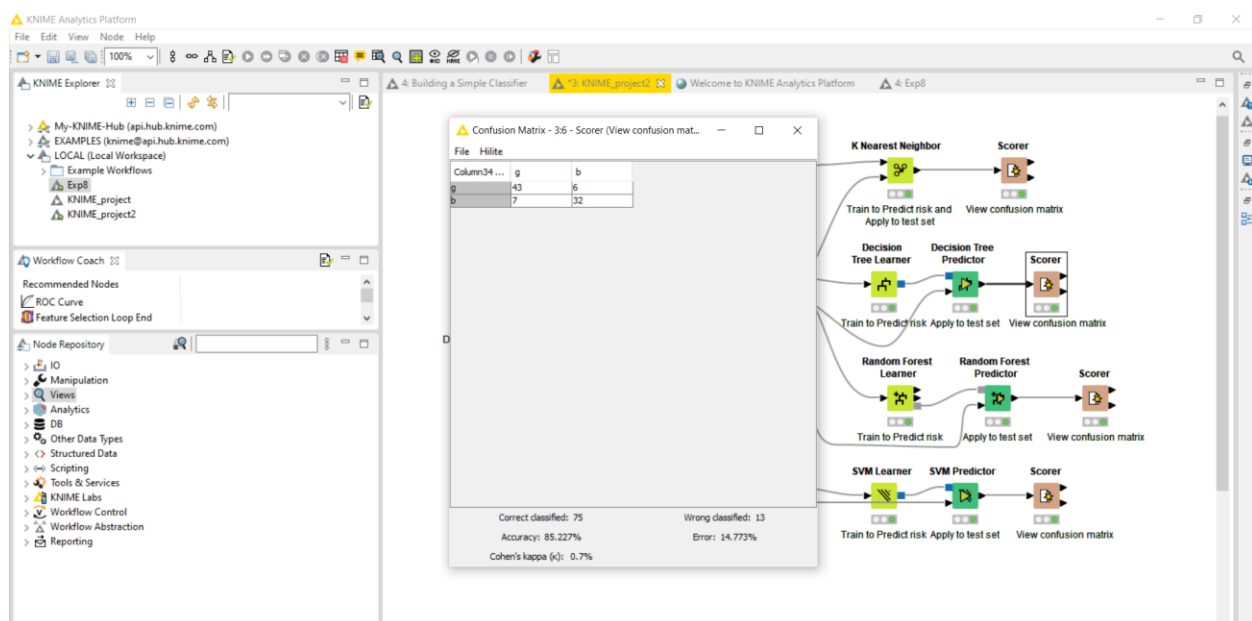 KNIME Analytics Platform
File Edit View Node Help
100%
KNIME Explorer
My-KNIME-Hub (api.hub.knime.com)
EXAMPLES (knime@api.hub.knime.com)
LOCAL (Local Workspace)
Example Workflows
Exp8
KNIME_project
KNIME_project2
Workflow Coach
Recommended Nodes
ROC Curve
Feature Selection Loop End
Node Repository
IO
Manipulation
Views
Analytics
DB
Other Data Types
Structured Data
Scripting
Tools & Services
KNIME Labs
Workflow Control
Workflow Abstraction
Reporting
4: Building a Simple Classifier
*3: KNIME_project2
Welcome to KNIME Analytics Platform
4: Exp8
D
Confusion Matrix - 3:6 - Scorer (View confusion mat...
File Hilite
Column34 ... g b
g 43 6
b 7 32
Correct classified: 75 Wrong classified: 13
Accuracy: 85.227% Error: 14.773%
Cohen's kappa (κ): 0.7%
K Nearest Neighbor Scorer
Train to Predict risk and View confusion matrix
Apply to test set
Decision Decision Tree
Tree Learner Predictor Scorer
Train to Predict risk Apply to test set View confusion matrix
Random Forest Random Forest
Learner Predictor Scorer
Train to Predict risk Apply to test set View confusion matrix
SVM Learner SVM Predictor Scorer
Train to Predict risk Apply to test set View confusion matrix